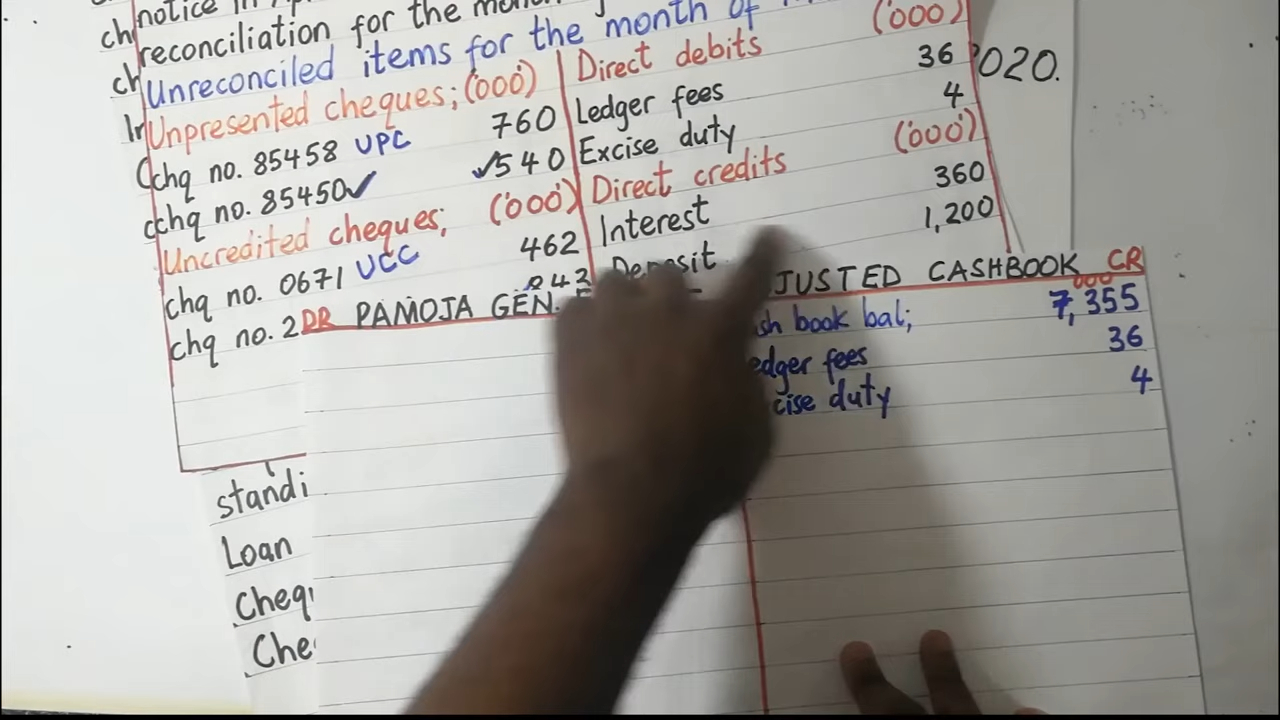 notice in
ch
reconciliation for the
ch
Unreconciled items for the month of
Unpresented cheques; ('000')
Chq no. 85458 UPC 760
chq no. 85450✓ ✓540
Uncredited cheques; ('000')
chq no. 0671 UCC 462
chq no. 2
Direct debits ('000)
Ledger fees 36
Excise duty 4
Direct credits ('000')
Interest 360
Deposit 1,200
2020.
DR PAMOJA GEN. JUSTED CASHBOOK CR
000
sh book bal; 7,355
edger fees 36
cise duty 4
standi
Loan
Chequ
Che